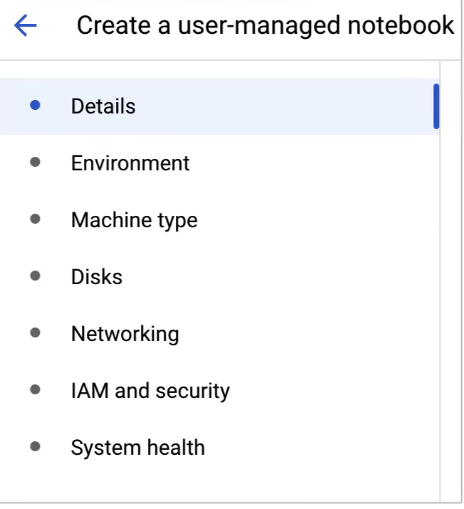 Create a user-managed notebook
Details
Environment
Machine type
Disks
Networking
IAM and security
System health